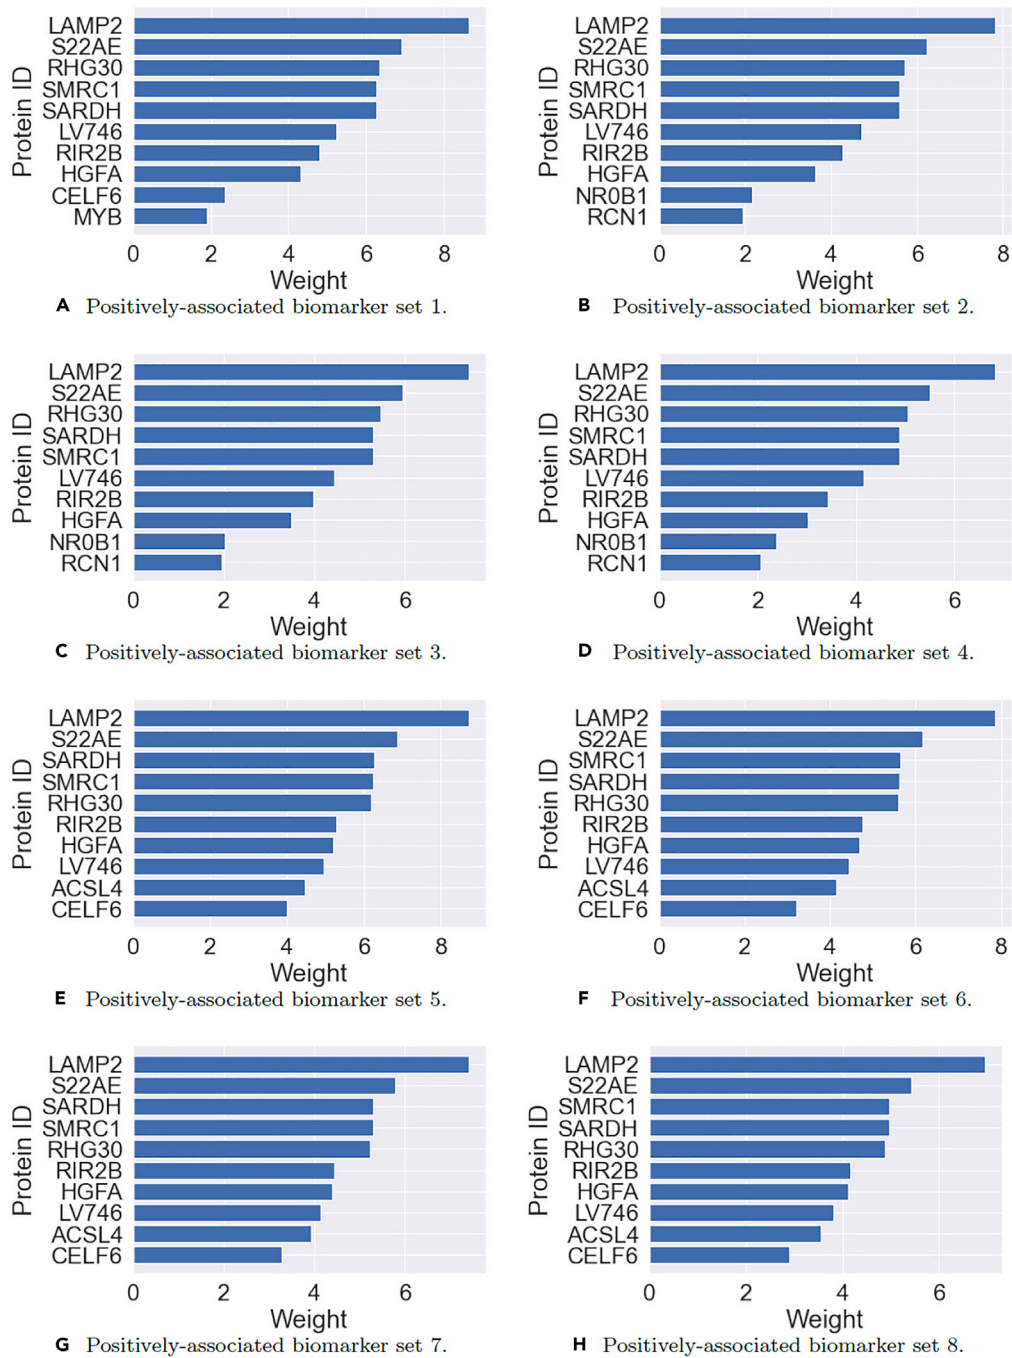 LAMP2
S22AE
RHG30
SMRC1
SARDH
LV746
RIR2B
HGFA
CELF6
MYB
Protein ID
0 2 4 6 8
Weight
A Positively-associated biomarker set 1.
LAMP2
S22AE
RHG30
SMRC1
SARDH
LV746
RIR2B
HGFA
NR0B1
RCN1
Protein ID
0 2 4 6 8
Weight
B Positively-associated biomarker set 2.
LAMP2
S22AE
RHG30
SARDH
SMRC1
LV746
RIR2B
HGFA
NR0B1
RCN1
Protein ID
0 2 4 6
Weight
C Positively-associated biomarker set 3.
LAMP2
S22AE
RHG30
SMRC1
SARDH
LV746
RIR2B
HGFA
NR0B1
RCN1
Protein ID
0 2 4 6
Weight
D Positively-associated biomarker set 4.
LAMP2
S22AE
SARDH
SMRC1
RHG30
RIR2B
HGFA
LV746
ACSL4
CELF6
Protein ID
0 2 4 6 8
Weight
E Positively-associated biomarker set 5.
LAMP2
S22AE
SMRC1
SARDH
RHG30
RIR2B
HGFA
LV746
ACSL4
CELF6
Protein ID
0 2 4 6 8
Weight
F Positively-associated biomarker set 6.
LAMP2
S22AE
SARDH
SMRC1
RHG30
RIR2B
HGFA
LV746
ACSL4
CELF6
Protein ID
0 2 4 6
Weight
G Positively-associated biomarker set 7.
LAMP2
S22AE
SMRC1
SARDH
RHG30
RIR2B
HGFA
LV746
ACSL4
CELF6
Protein ID
0 2 4 6
Weight
H Positively-associated biomarker set 8.